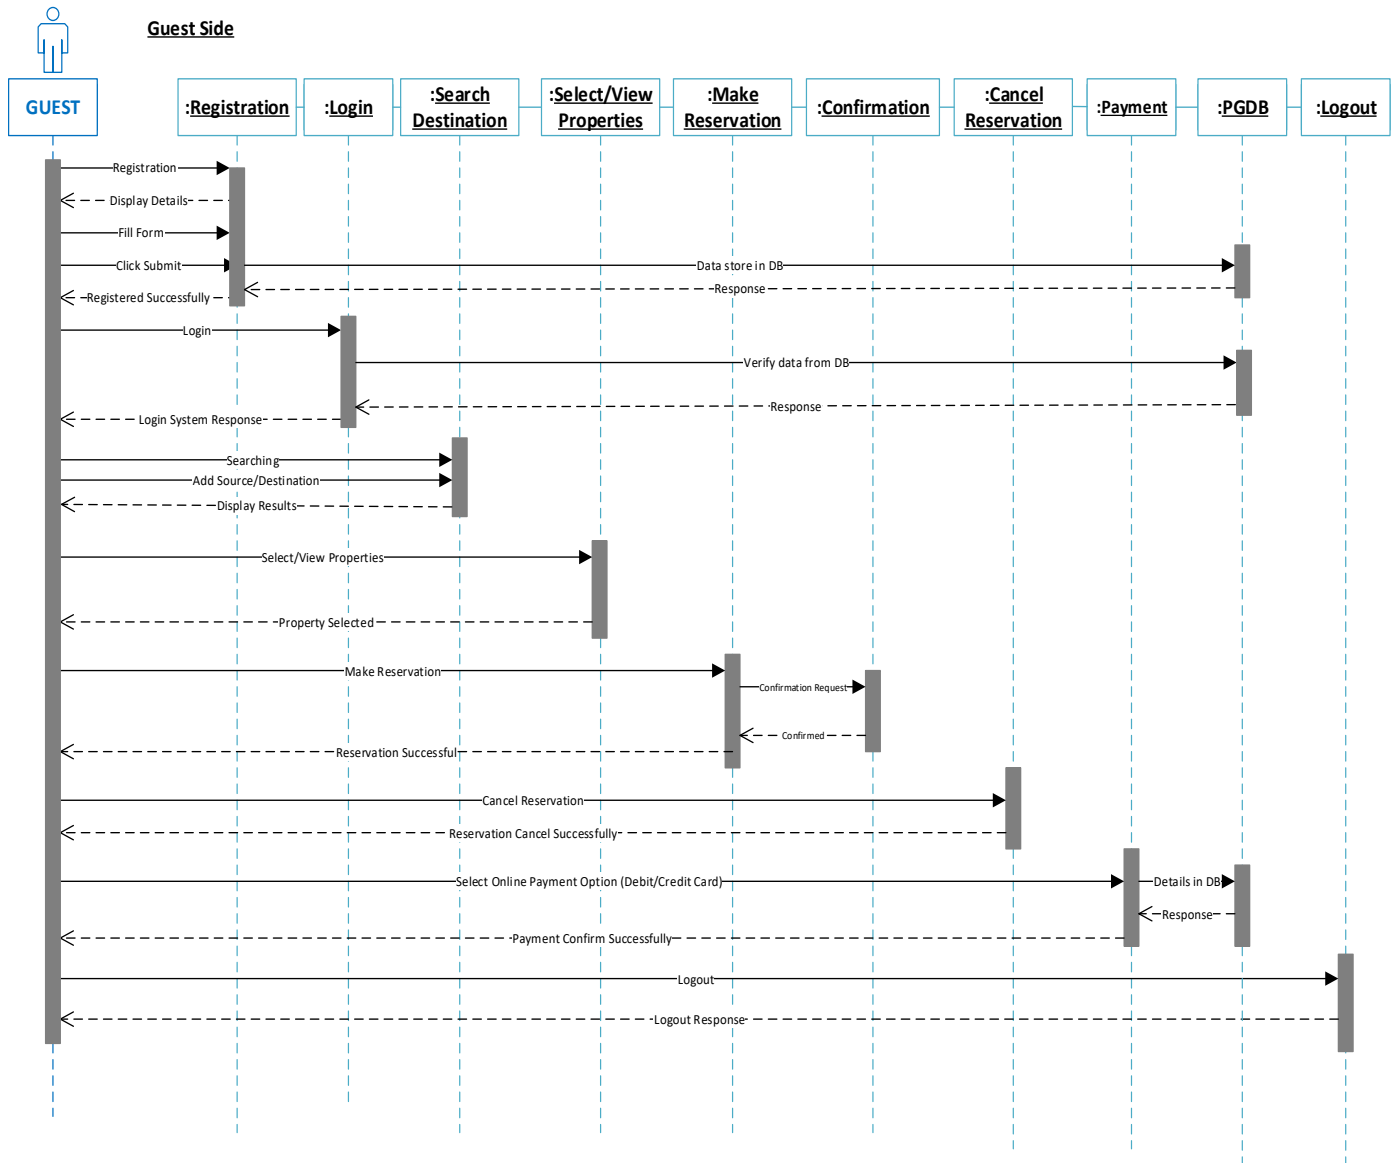 Guest Side
GUEST
:Registration
:Login
:Search
Destination
:Select/View
Properties
:Make
Reservation
:Confirmation
:Cancel
Reservation
:Payment
:PGDB
:Logout
Registration
Display Details
Fill Form
Click Submit
Data store in DB
Response
Registered Successfully
Login
Verify data from DB
Response
Login System Response
Searching
Add Source/Destination
Display Results
Select/View Properties
Property Selected
Make Reservation
Confirmation Request
Confirmed
Reservation Successful
Cancel Reservation
Reservation Cancel Successfully
Select Online Payment Option (Debit/Credit Card)
Details in DB
Response
Payment Confirm Successfully
Logout
Logout Response